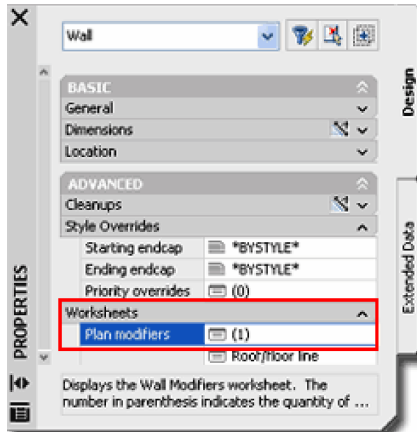 Wall
BASIC
General
Dimensions
Location
ADVANCED
Cleanups
Style Overrides
Starting endcap *BYSTYLE*
Ending endcap *BYSTYLE*
Priority overrides (0)
Worksheets
Plan modifiers (1)
Roof/floor line
Displays the Wall Modifiers worksheet. The
number in parenthesis indicates the quantity of ...
PROPERTIES
Design
Extended Data